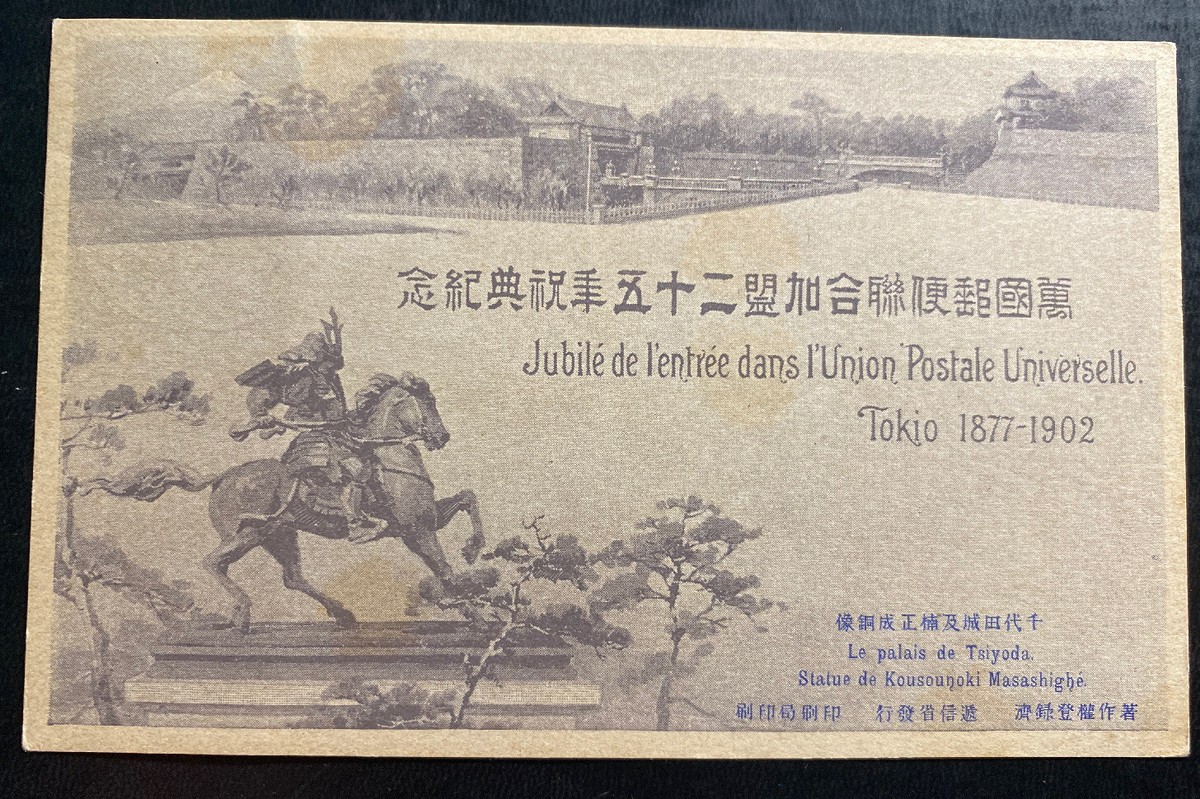 萬國郵便聯合加盟二十五年祝典紀念
Jubilé de l'entrée dans l'Union Postale Universelle.
Tokio 1877-1902
千代田城及楠正成銅像
Le palais de Tsiyoda.
Statue de Kousounoki Masashighé.
著作權登録濟 遞信省發行 印刷局印刷